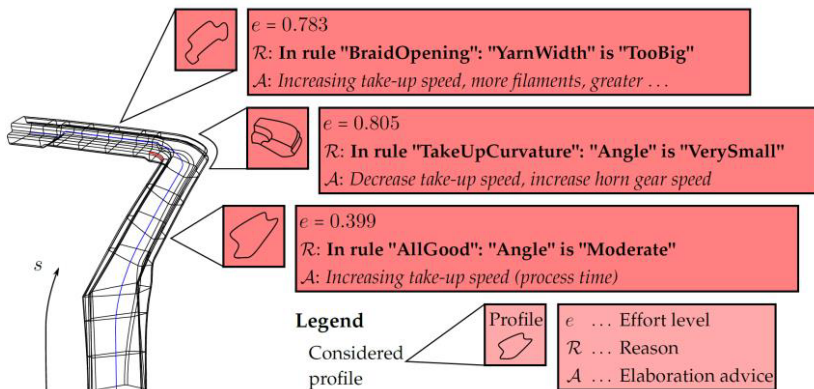 e = 0.783
R: In rule "BraidOpening": "YarnWidth" is "TooBig"
A: Increasing take-up speed, more filaments, greater ...
e = 0.805
R: In rule "TakeUpCurvature": "Angle" is "VerySmall"
A: Decrease take-up speed, increase horn gear speed
e = 0.399
R: In rule "AllGood": "Angle" is "Moderate"
A: Increasing take-up speed (process time)
s
Legend
Considered
profile
Profile
e ... Effort level
R ... Reason
A ... Elaboration advice